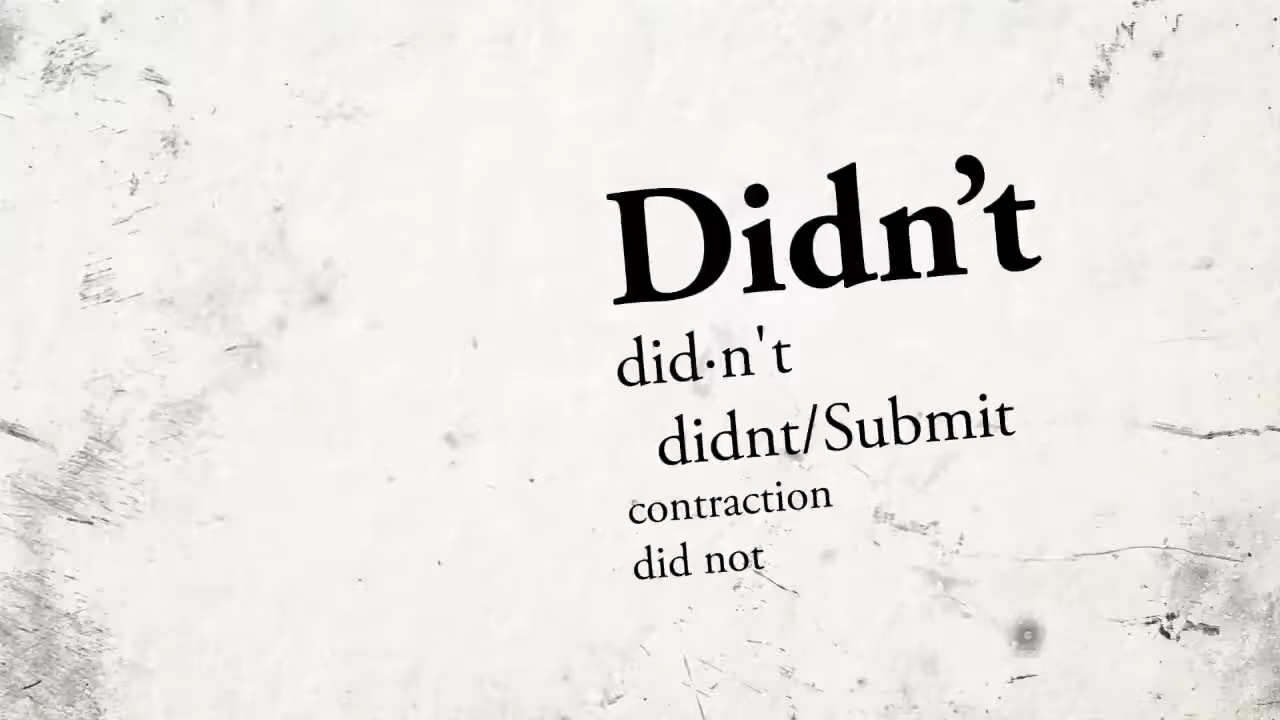 Didn’t
did·n't
didnt/Submit
contraction
did not